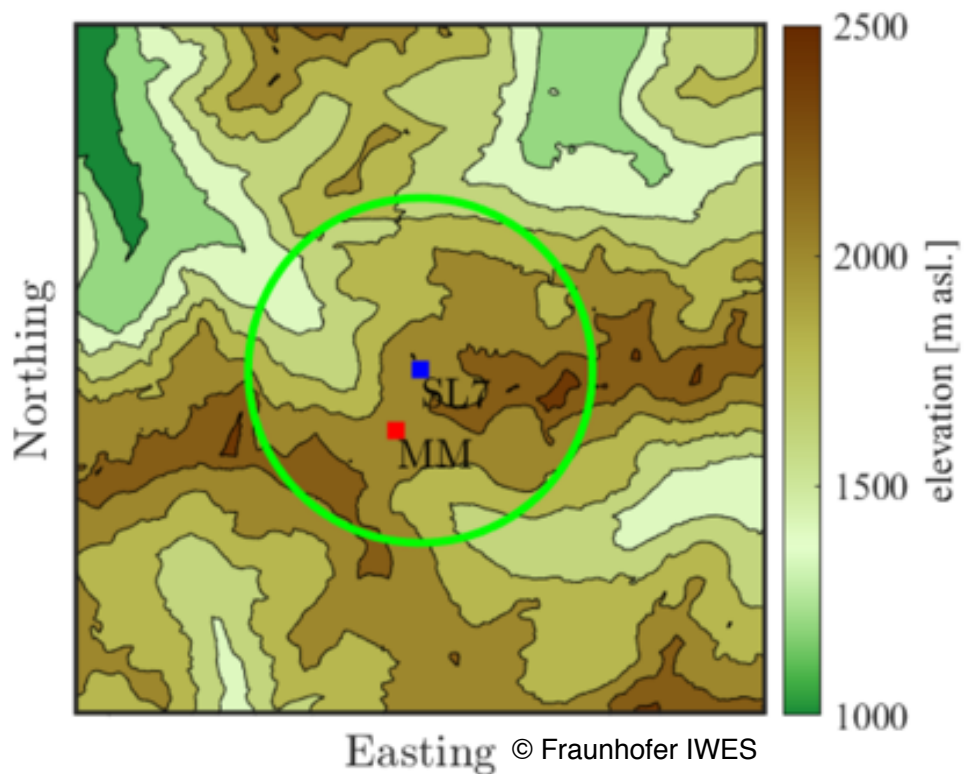 2500
2000
1500
1000
elevation [m asl.]
Northing
SL7
MM
Easting
© Fraunhofer IWES